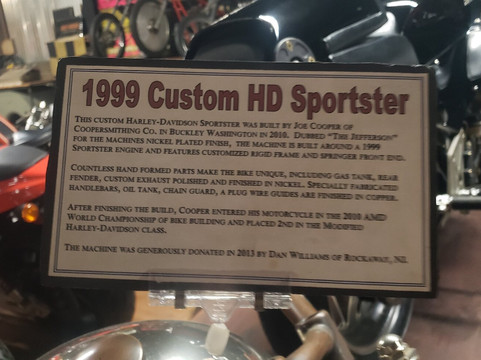 1999 Custom HD Sportster
THIS CUSTOM HARLEY-DAVIDSON SPORTSTER WAS BUILT BY JOE COOPER OF
COOPERSMITHING CO. IN BUCKLEY WASHINGTON IN 2010. DUBBED "THE JEFFERSON"
FOR THE MACHINES NICKEL PLATED FINISH, THE MACHINE IS BUILT AROUND A 1999
SPORTSTER ENGINE AND FEATURES CUSTOMIZED RIGID FRAME AND SPRINGER FRONT END.
COUNTLESS HAND FORMED PARTS MAKE THE BIKE UNIQUE, INCLUDING GAS TANK, REAR
FENDER, CUSTOM EXHAUST POLISHED AND FINISHED IN NICKEL. SPECIALLY FABRICATED
HANDLEBARS, OIL TANK, CHAIN GUARD, A PLUG WIRE GUIDES ARE FINISHED IN COPPER.
AFTER FINISHING THE BUILD, COOPER ENTERED HIS MOTORCYCLE IN THE 2010 AMD
WORLD CHAMPIONSHIP OF BIKE BUILDING AND PLACED 2ND IN THE MODIFIED
HARLEY-DAVIDSON CLASS.
THE MACHINE WAS GENEROUSLY DONATED IN 2013 BY DAN WILLIAMS OF ROCKAWAY, NJ.